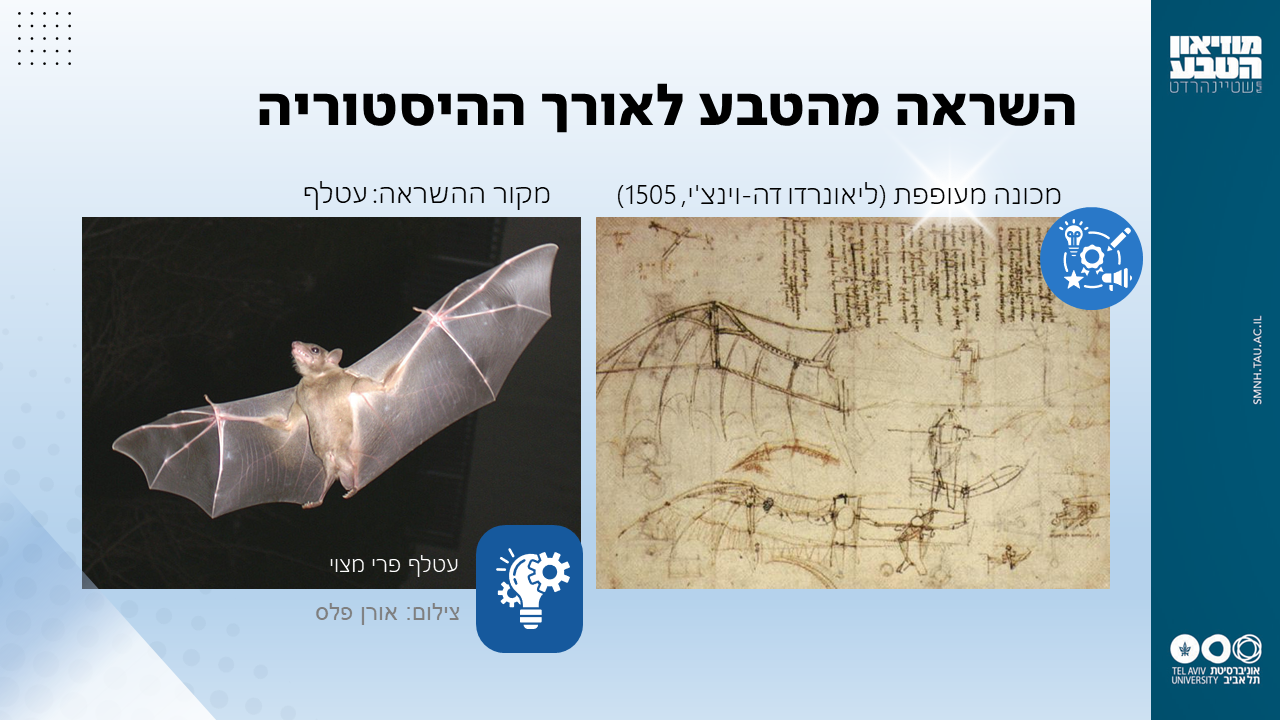 השראה מהטבע לאורך ההיסטוריה
מכונה מעופפת (ליאונרדו דה-וינצ'י, 1505)
מקור ההשראה: עטלף
עטלף פרי מצוי
צילום: אורן פלס
מוזיאון
הטבע
שטיינהרדט
SMNH.TAU.AC.IL
אוניברסיטת
תל אביב
TEL AVIV
UNIVERSITY